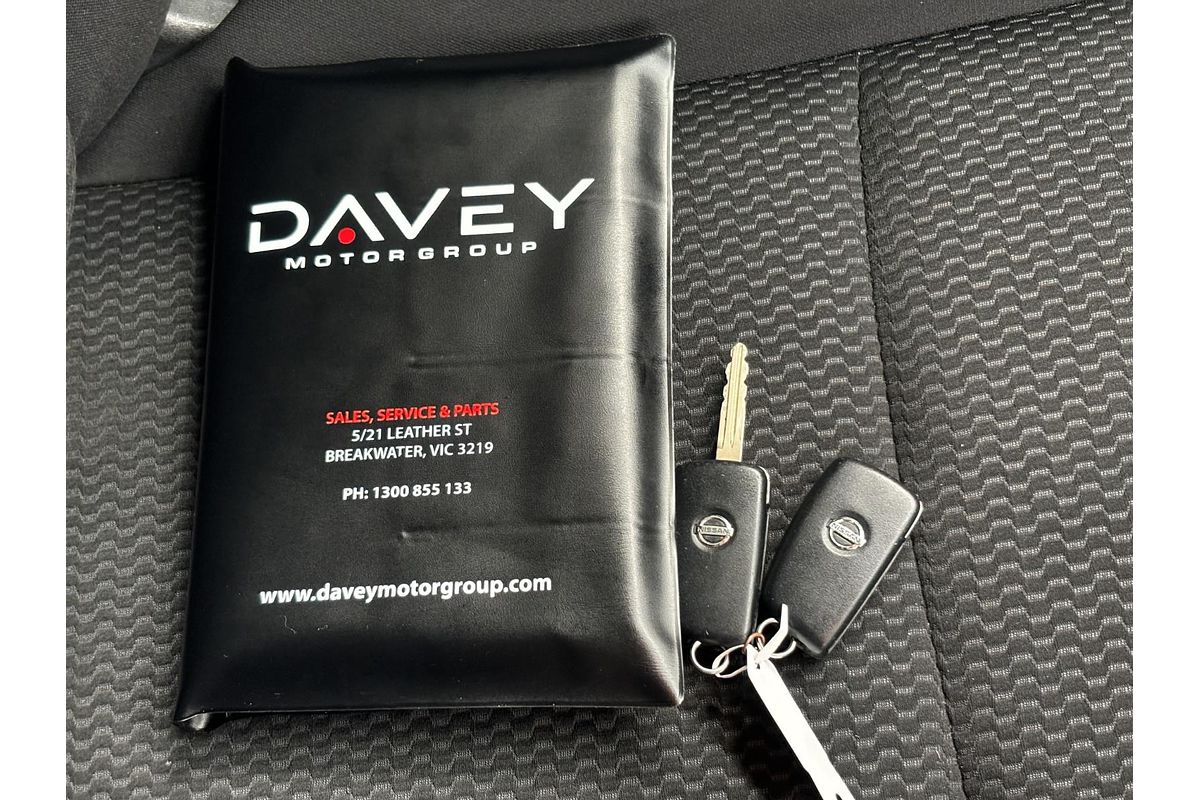 DAVEY
MOTOR GROUP
SALES, SERVICE & PARTS
5/21 LEATHER ST
BREAKWATER, VIC 3219
PH: 1300 855 133
www.daveymotorgroup.com
NISSAN
NISSAN